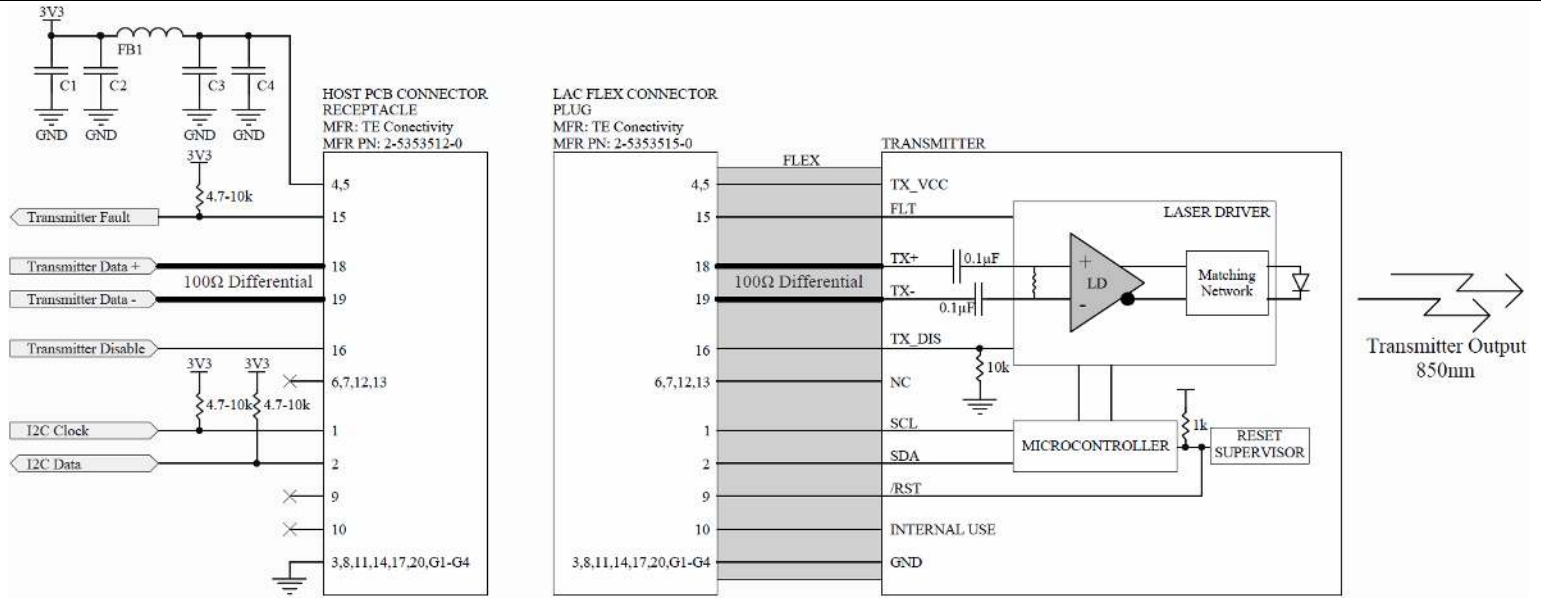 3V3
FB1
C1
C2
C3
C4
GND
GND
GND
GND
HOST PCB CONNECTOR
RECEPTACLE
MFR: TE Conectivity
MFR PN: 2-5353512-0
LAC FLEX CONNECTOR
PLUG
MFR: TE Conectivity
MFR PN: 2-5353515-0
TRANSMITTER
FLEX
3V3
4.7-10k
4,5
4,5
TX_VCC
Transmitter Fault
15
15
FLT
LASER DRIVER
Transmitter Data +
18
18
TX+
0.1µF
+
100Ω Differential
100Ω Differential
LD
Matching
Network
Transmitter Data -
19
19
TX-
0.1µF
-
Transmitter Disable
16
16
TX_DIS
10k
Transmitter Output
850nm
3V3
3V3
6,7,12,13
6,7,12,13
NC
4.7-10k
4.7-10k
I2C Clock
1
1
SCL
1k
MICROCONTROLLER
RESET
SUPERVISOR
I2C Data
2
2
SDA
9
9
/RST
10
10
INTERNAL USE
3,8,11,14,17,20,G1-G4
3,8,11,14,17,20,G1-G4
GND